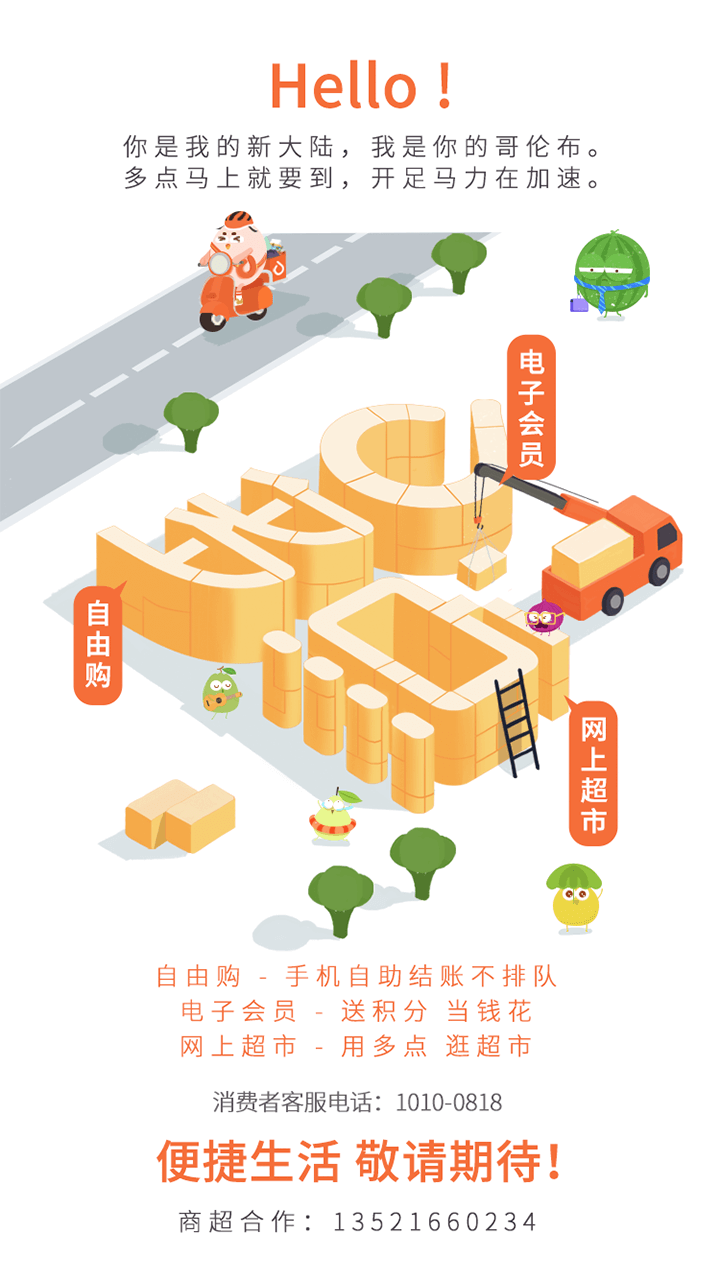 Hello！
你是我的新大陆，我是你的哥伦布。
多点马上就要到，开足马力在加速。
电子会员
自由购
多点
网上超市
自由购 - 手机自助结账不排队
电子会员 - 送积分 当钱花
网上超市 - 用多点 逛超市
消费者客服电话：1010-0818
便捷生活 敬请期待！
商超合作：13521660234